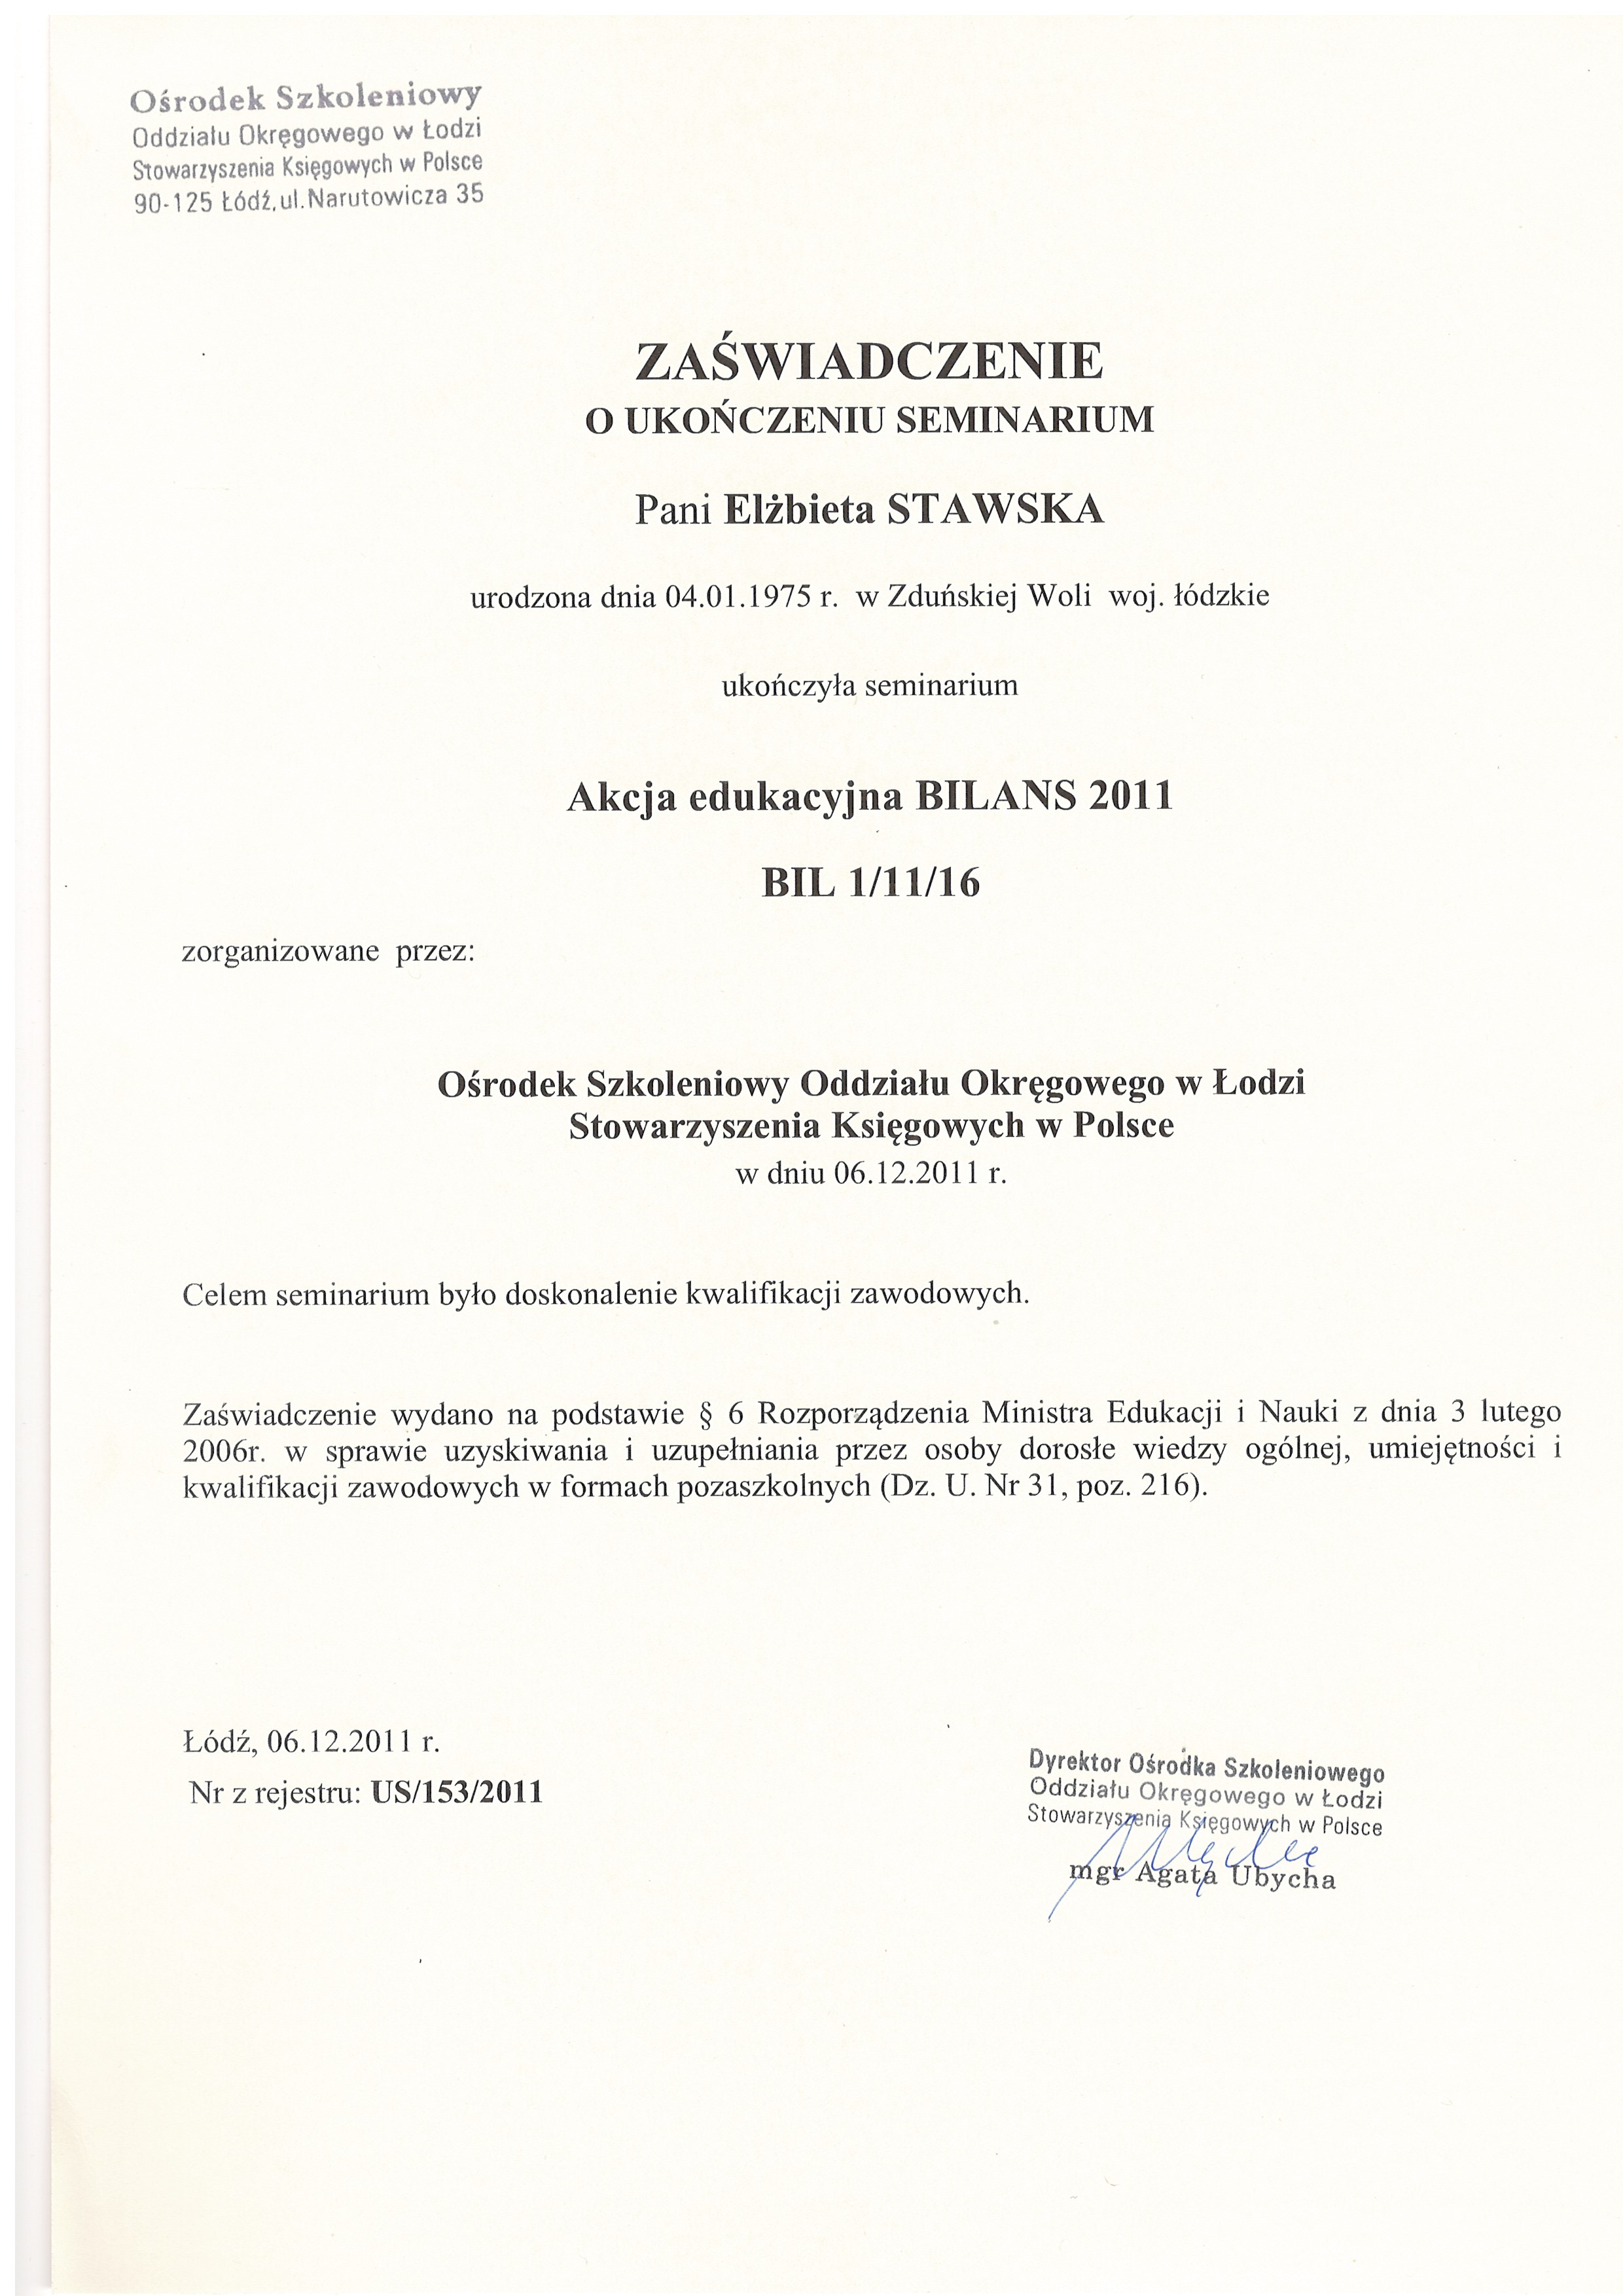 Ośrodek Szkoleniowy
Oddziału Okręgowego w Łodzi
Stowarzyszenia Księgowych w Polsce
90-125 Łódź, ul. Narutowicza 35
ZAŚWIADCZENIE
O UKOŃCZENIU SEMINARIUM
Pani Elżbieta STAWSKA
urodzona dnia 04.01.1975 r. w Zduńskiej Woli woj. łódzkie
ukończyła seminarium
Akcja edukacyjna BILANS 2011
BIL 1/11/16
zorganizowane przez:
Ośrodek Szkoleniowy Oddziału Okręgowego w Łodzi
Stowarzyszenia Księgowych w Polsce
w dniu 06.12.2011 r.
Celem seminarium było doskonalenie kwalifikacji zawodowych.
Zaświadczenie wydano na podstawie § 6 Rozporządzenia Ministra Edukacji i Nauki z dnia 3 lutego
2006r. w sprawie uzyskiwania i uzupełniania przez osoby dorosłe wiedzy ogólnej, umiejętności i
kwalifikacji zawodowych w formach pozaszkolnych (Dz. U. Nr 31, poz. 216).
Łódź, 06.12.2011 r.
Nr z rejestru: US/153/2011
Dyrektor Ośrodka Szkoleniowego
Oddziału Okręgowego w Łodzi
Stowarzyszenia Księgowych w Polsce
mgr Agata Ubycha